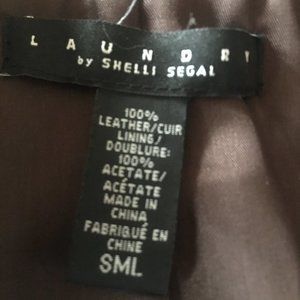 LAUNDRY
by SHELLI SEGAL
100%
LEATHER/CUIR
LINING/
DOUBLURE:
100%
ACETATE/
ACÉTATE
MADE IN
CHINA
FABRIQUÉ EN
CHINE
SML